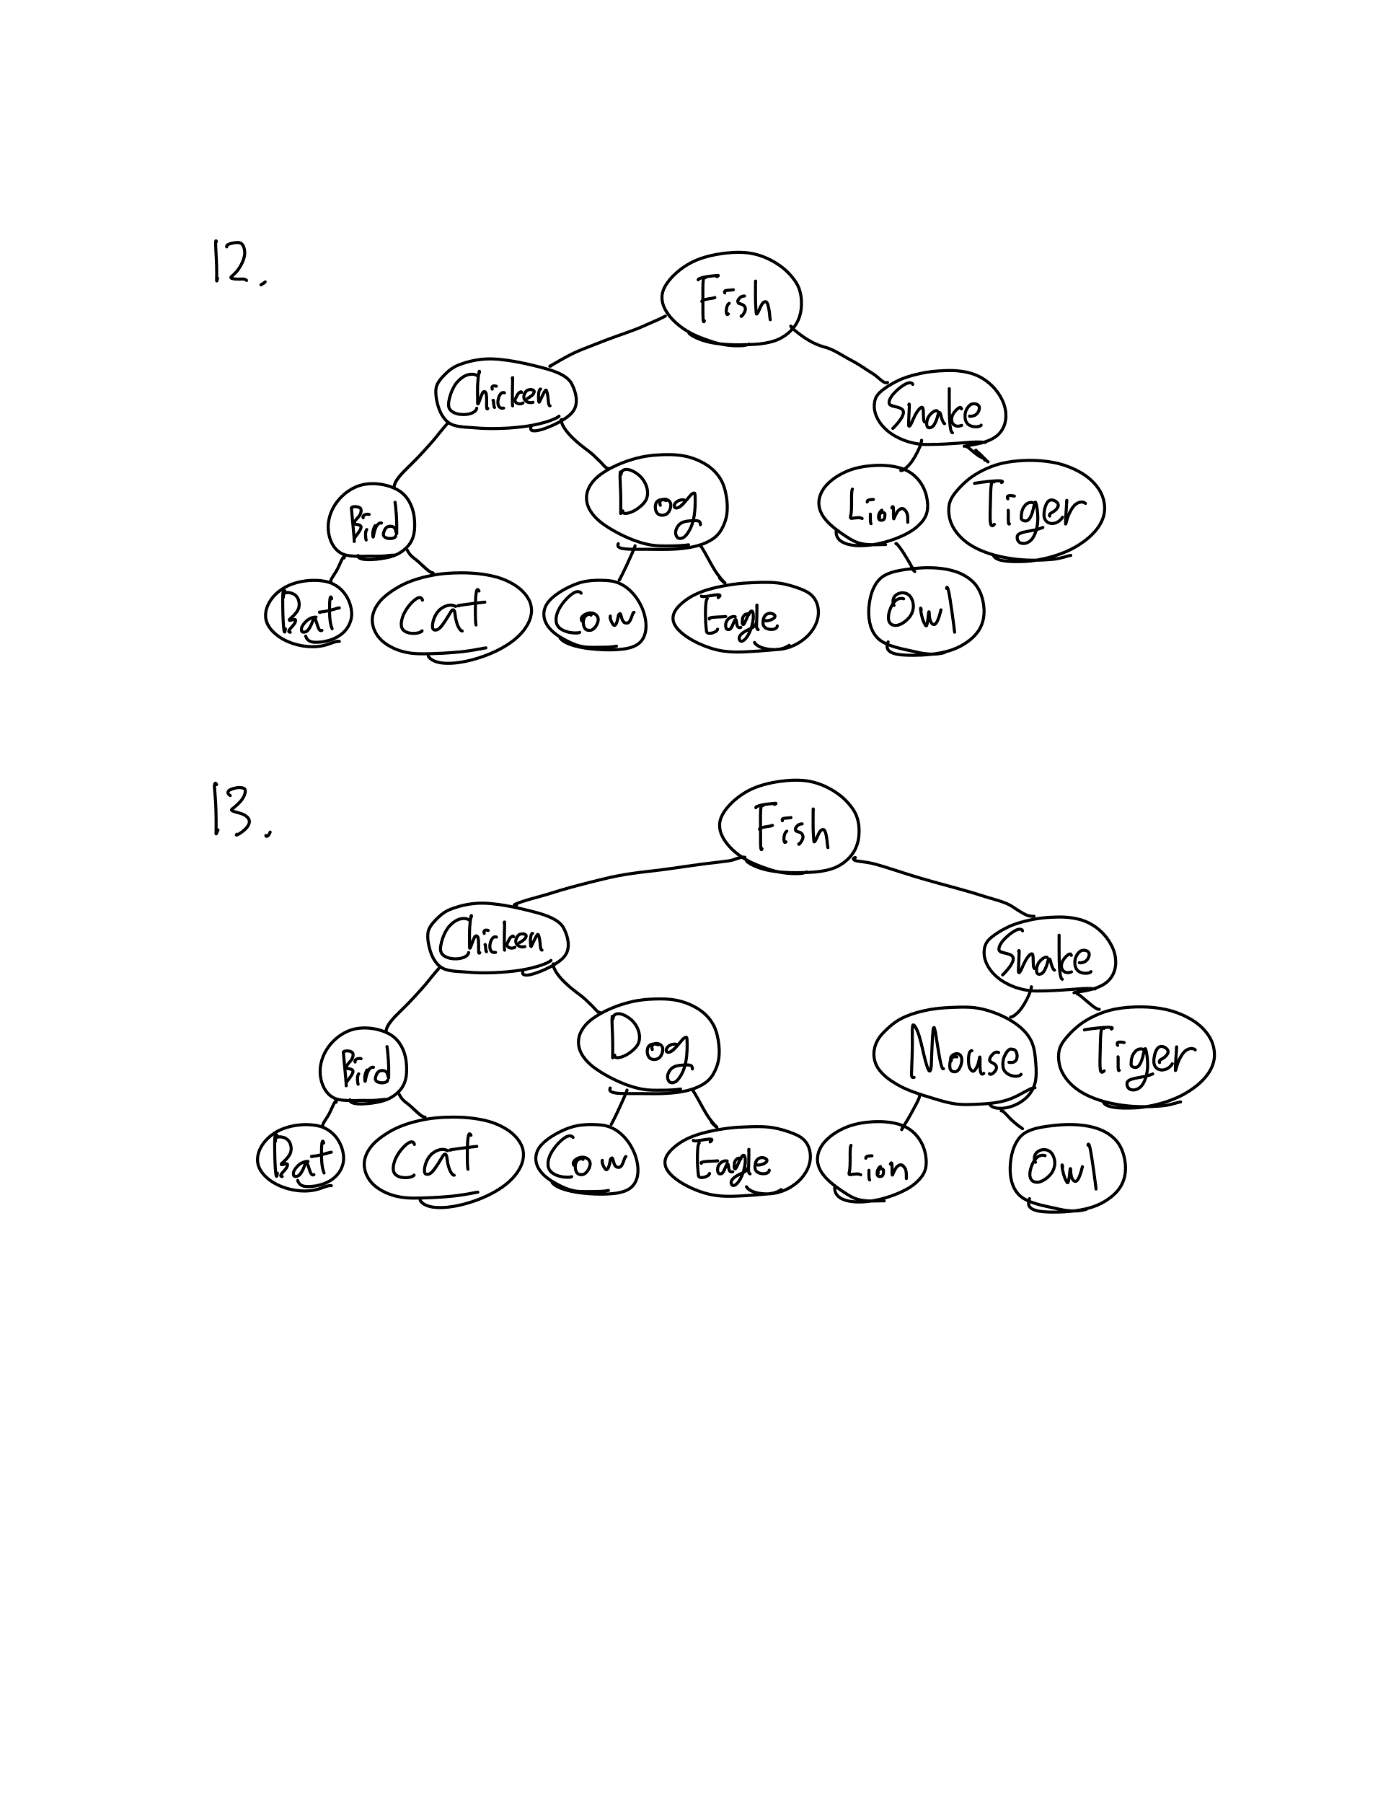 12.
Fish
Chicken Snake
Bird Dog Lion Tiger
Bat Cat Cow Eagle Owl
13.
Fish
Chicken Snake
Bird Dog Mouse Tiger
Bat Cat Cow Eagle Lion Owl